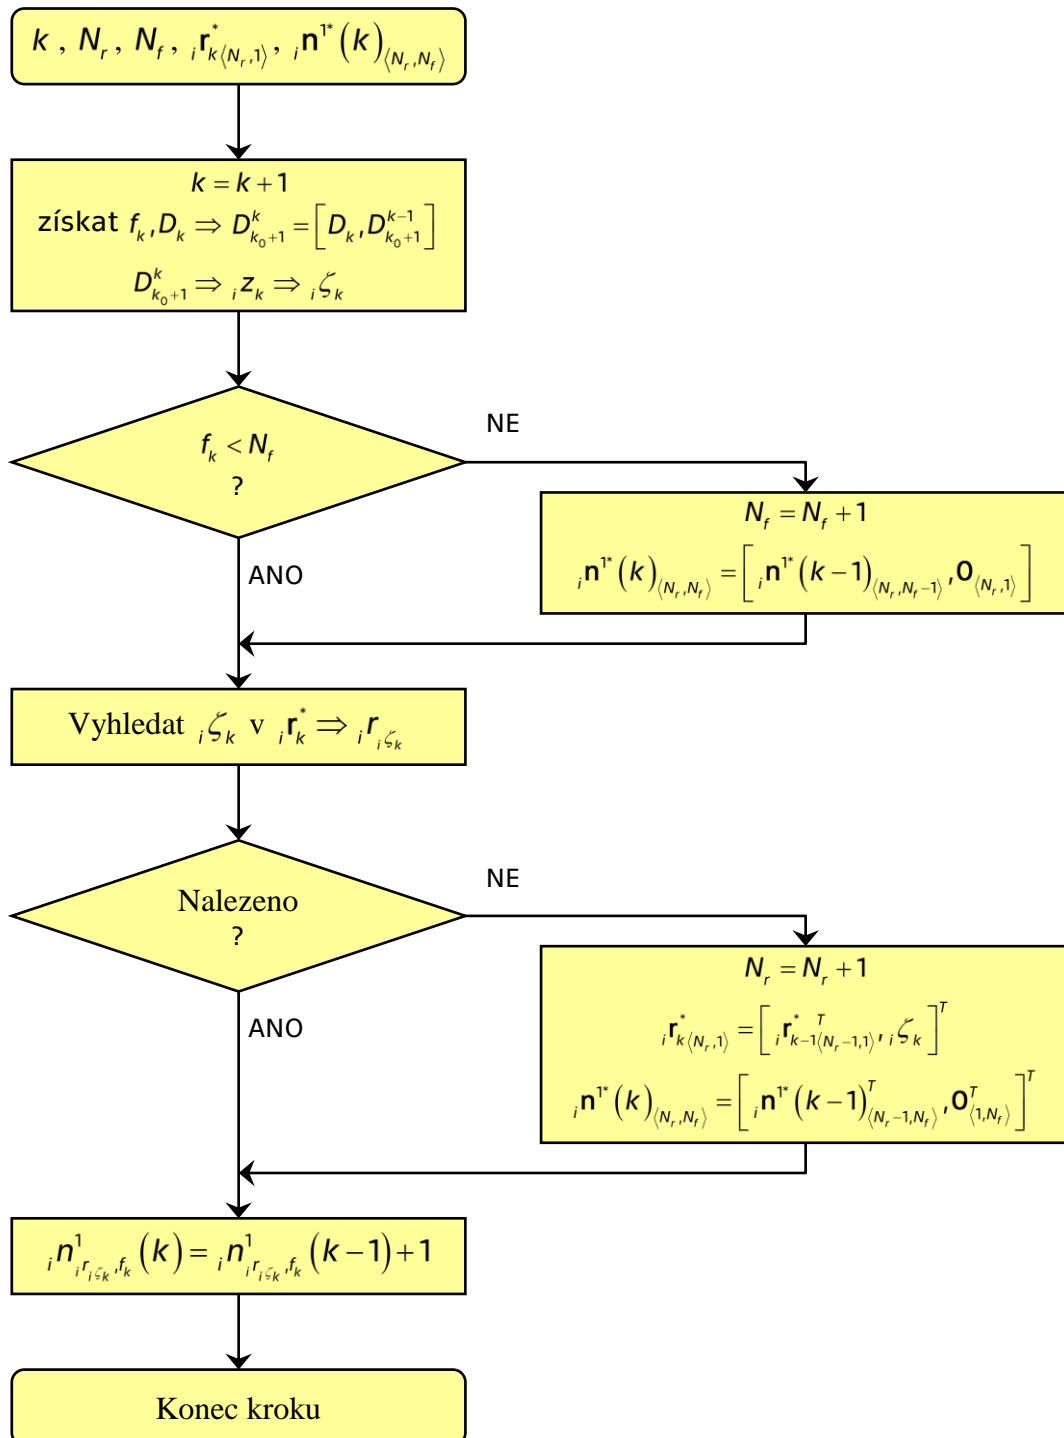 k , N_r, N_f, _i r^*_{k⟨N_r,1⟩}, _i n^{1*}(k)_{⟨N_r,N_f⟩}
k = k + 1
získat f_k, D_k ⇒ D^k_{k_0+1} = [D_k, D^{k−1}_{k_0+1}]
D^k_{k_0+1} ⇒ _i z_k ⇒ _i ζ_k
f_k < N_f
?
NE
N_f = N_f + 1
_i n^{1*}(k)_{⟨N_r,N_f⟩} = [_i n^{1*}(k−1)_{⟨N_r,N_f−1⟩}, 0_{⟨N_r,1⟩}]
ANO
Vyhledat _i ζ_k v _i r^*_k ⇒ _i r_{_i ζ_k}
Nalezeno
?
NE
N_r = N_r + 1
_i r^*_{k⟨N_r,1⟩} = [_i r^{*T}_{k−1⟨N_r−1,1⟩}, _i ζ_k]^T
_i n^{1*}(k)_{⟨N_r,N_f⟩} = [_i n^{1*}(k−1)^T_{⟨N_r−1,N_f⟩}, 0^T_{⟨1,N_f⟩}]^T
ANO
_i n^1_{_i r_{_i ζ_k},f_k}(k) = _i n^1_{_i r_{_i ζ_k},f_k}(k−1) + 1
Konec kroku